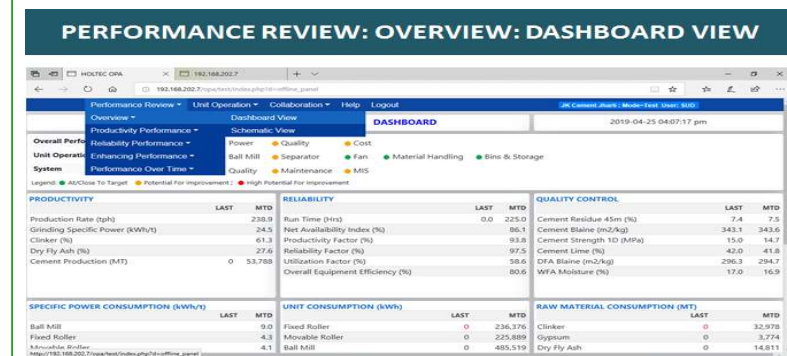 PERFORMANCE REVIEW: OVERVIEW: DASHBOARD VIEW
HOLTEC OPA
192.168.202.7
192.168.202.7/opa/test/index.php?d=offline_panel
Performance Review Unit Operation Collaboration Help Logout
JK Cement Jharli : Mode-Test User: SUD
Overview
Dashboard View
Productivity Performance
Schematic View
Reliability Performance
Enhancing Performance
Performance Over Time
DASHBOARD
2019-04-25 04:07:17 pm
Overall Perfo Power Quality Cost
Unit Operatio Ball Mill Separator Fan Material Handling Bins & Storage
System Quality Maintenance MIS
Legend: At/Close To Target Potential For Improvement; High Potential For Improvement
PRODUCTIVITY
LAST MTD
Production Rate (tph) 238.9
Grinding Specific Power (kWh/t) 24.5
Clinker (%) 61.3
Dry Fly Ash (%) 27.6
Cement Production (MT) 0 53,788
RELIABILITY
LAST MTD
Run Time (Hrs) 0.0 225.0
Net Availaibility Index (%) 86.1
Productivity Factor (%) 93.8
Reliability Factor (%) 97.5
Utilization Factor (%) 58.6
Overall Equipment Efficiency (%) 80.6
QUALITY CONTROL
LAST MTD
Cement Residue 45m (%) 7.4 7.5
Cement Blaine (m2/kg) 343.1 343.6
Cement Strength 1D (MPa) 15.0 14.7
Cement Lime (%) 42.0 41.8
DFA Blaine (m2/kg) 296.3 294.7
WFA Moisture (%) 17.0 16.9
SPECIFIC POWER CONSUMPTION (kWh/t)
LAST MTD
Ball Mill 9.0
Fixed Roller 4.3
Movable Roller 4.1
UNIT CONSUMPTION (kWh)
LAST MTD
Fixed Roller 0 236,376
Movable Roller 0 225,889
Ball Mill 0 485,519
RAW MATERIAL CONSUMPTION (MT)
LAST MTD
Clinker 0 32,978
Gypsum 0 3,774
Dry Fly Ash 0 14,811
http://192.168.202.7/opa/test/index.php?d=offline_panel